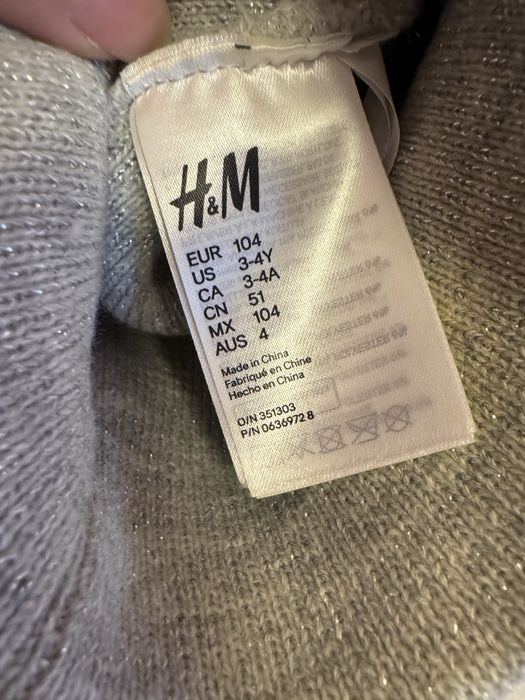 H&M
EUR 104
US 3-4Y
CA 3-4A
CN 51
MX 104
AUS 4
Made in China
Fabriqué en Chine
Hecho en China
O/N 351303
P/N 0636972 8